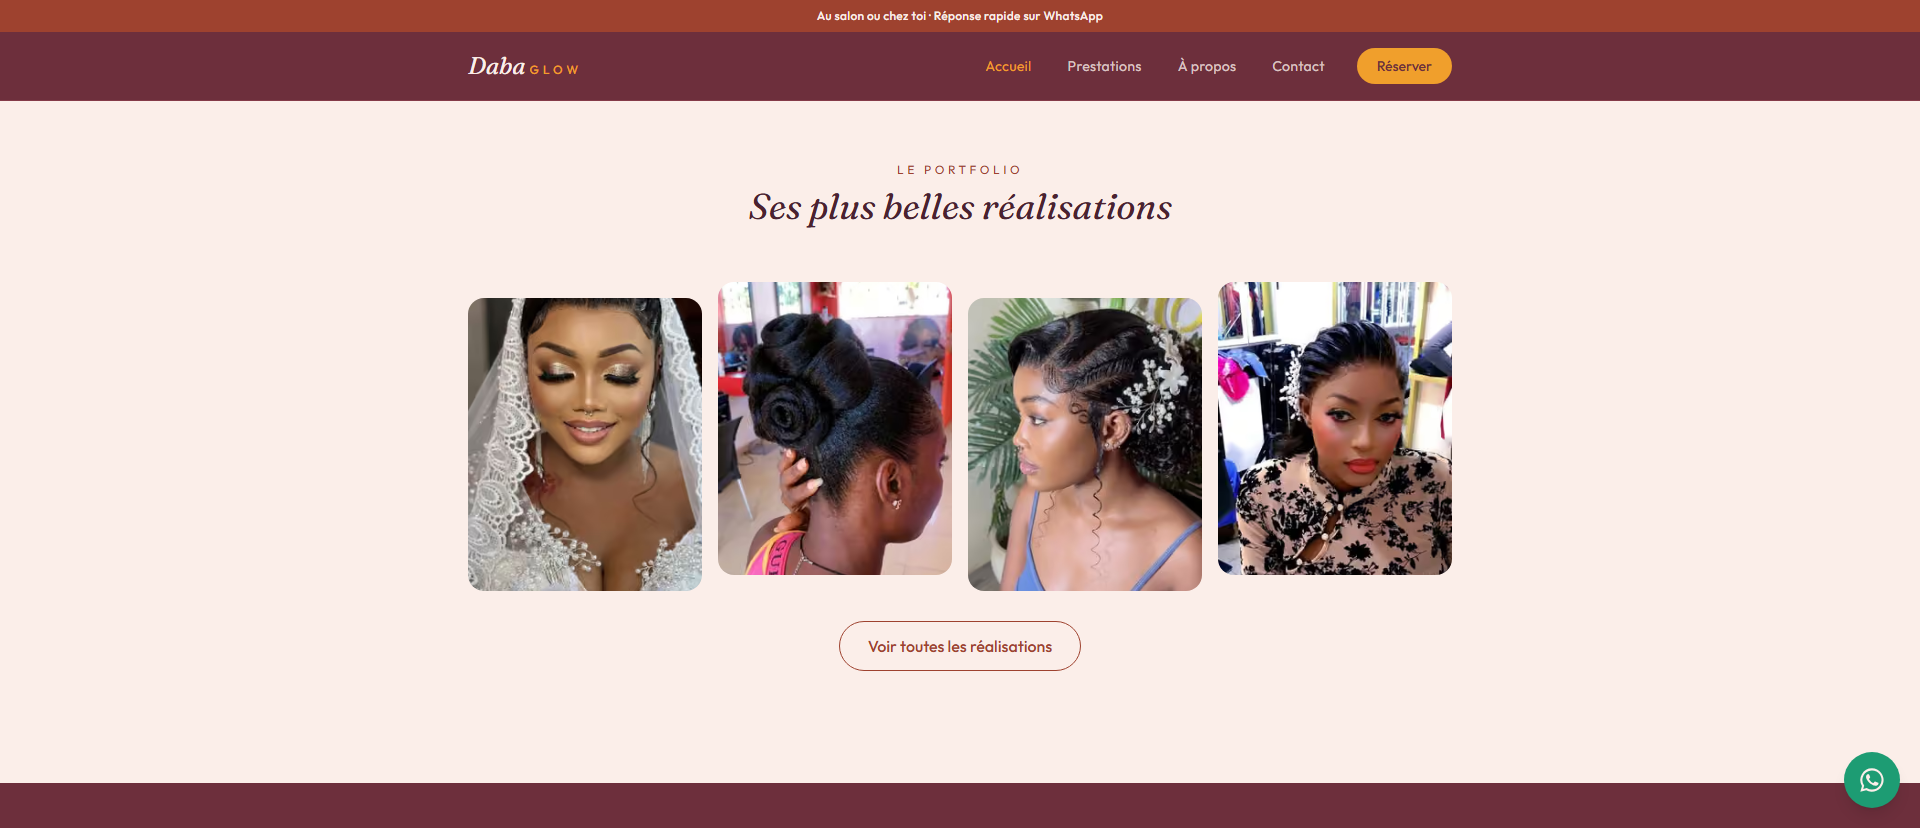 Au salon ou chez toi · Réponse rapide sur WhatsApp
Daba GLOW
Accueil
Prestations
À propos
Contact
Réserver
LE PORTFOLIO
Ses plus belles réalisations
Voir toutes les réalisations